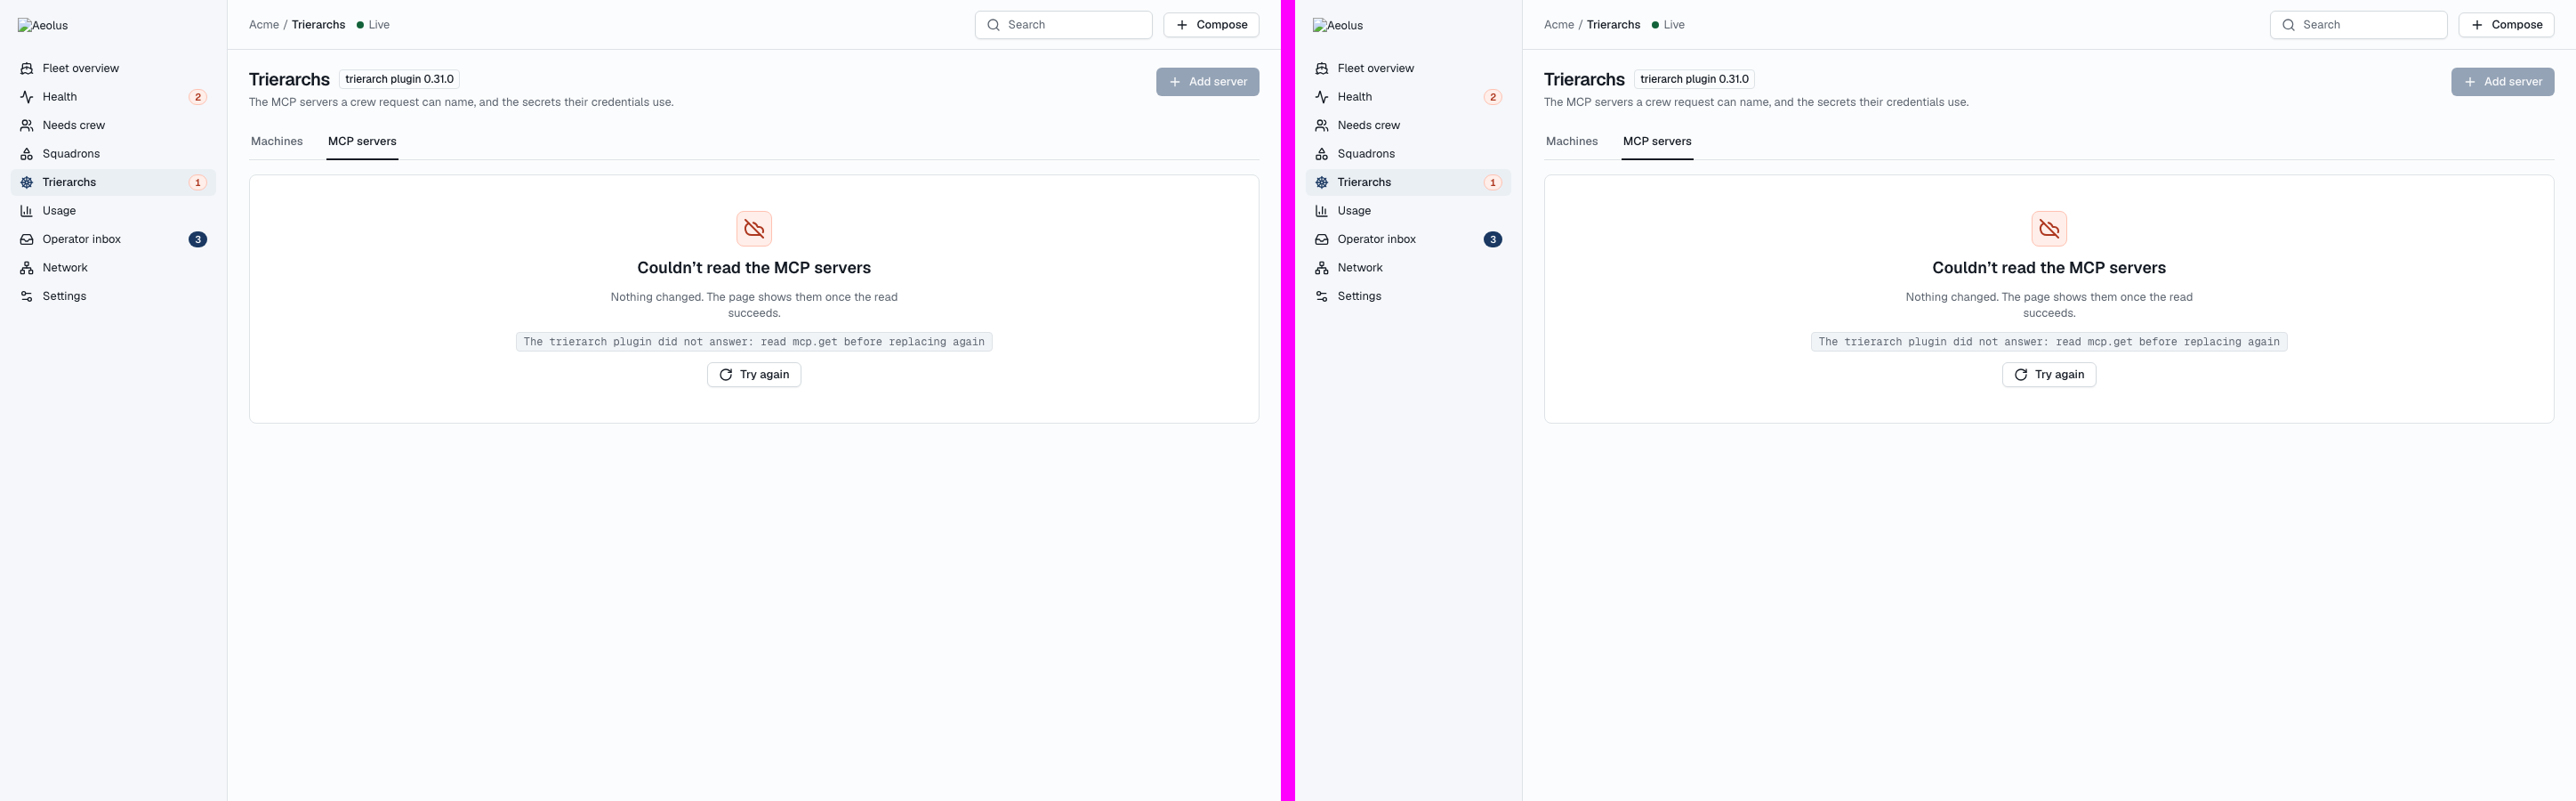 Aeolus
Fleet overview
Health 2
Needs crew
Squadrons
Trierarchs 1
Usage
Operator inbox 3
Network
Settings
Acme / Trierarchs Live
Search
Compose
Trierarchs trierarch plugin 0.31.0
Add server
The MCP servers a crew request can name, and the secrets their credentials use.
Machines MCP servers
Couldn’t read the MCP servers
Nothing changed. The page shows them once the read
succeeds.
The trierarch plugin did not answer: read mcp.get before replacing again
Try again
Aeolus
Fleet overview
Health 2
Needs crew
Squadrons
Trierarchs 1
Usage
Operator inbox 3
Network
Settings
Acme / Trierarchs Live
Search
Compose
Trierarchs trierarch plugin 0.31.0
Add server
The MCP servers a crew request can name, and the secrets their credentials use.
Machines MCP servers
Couldn’t read the MCP servers
Nothing changed. The page shows them once the read
succeeds.
The trierarch plugin did not answer: read mcp.get before replacing again
Try again